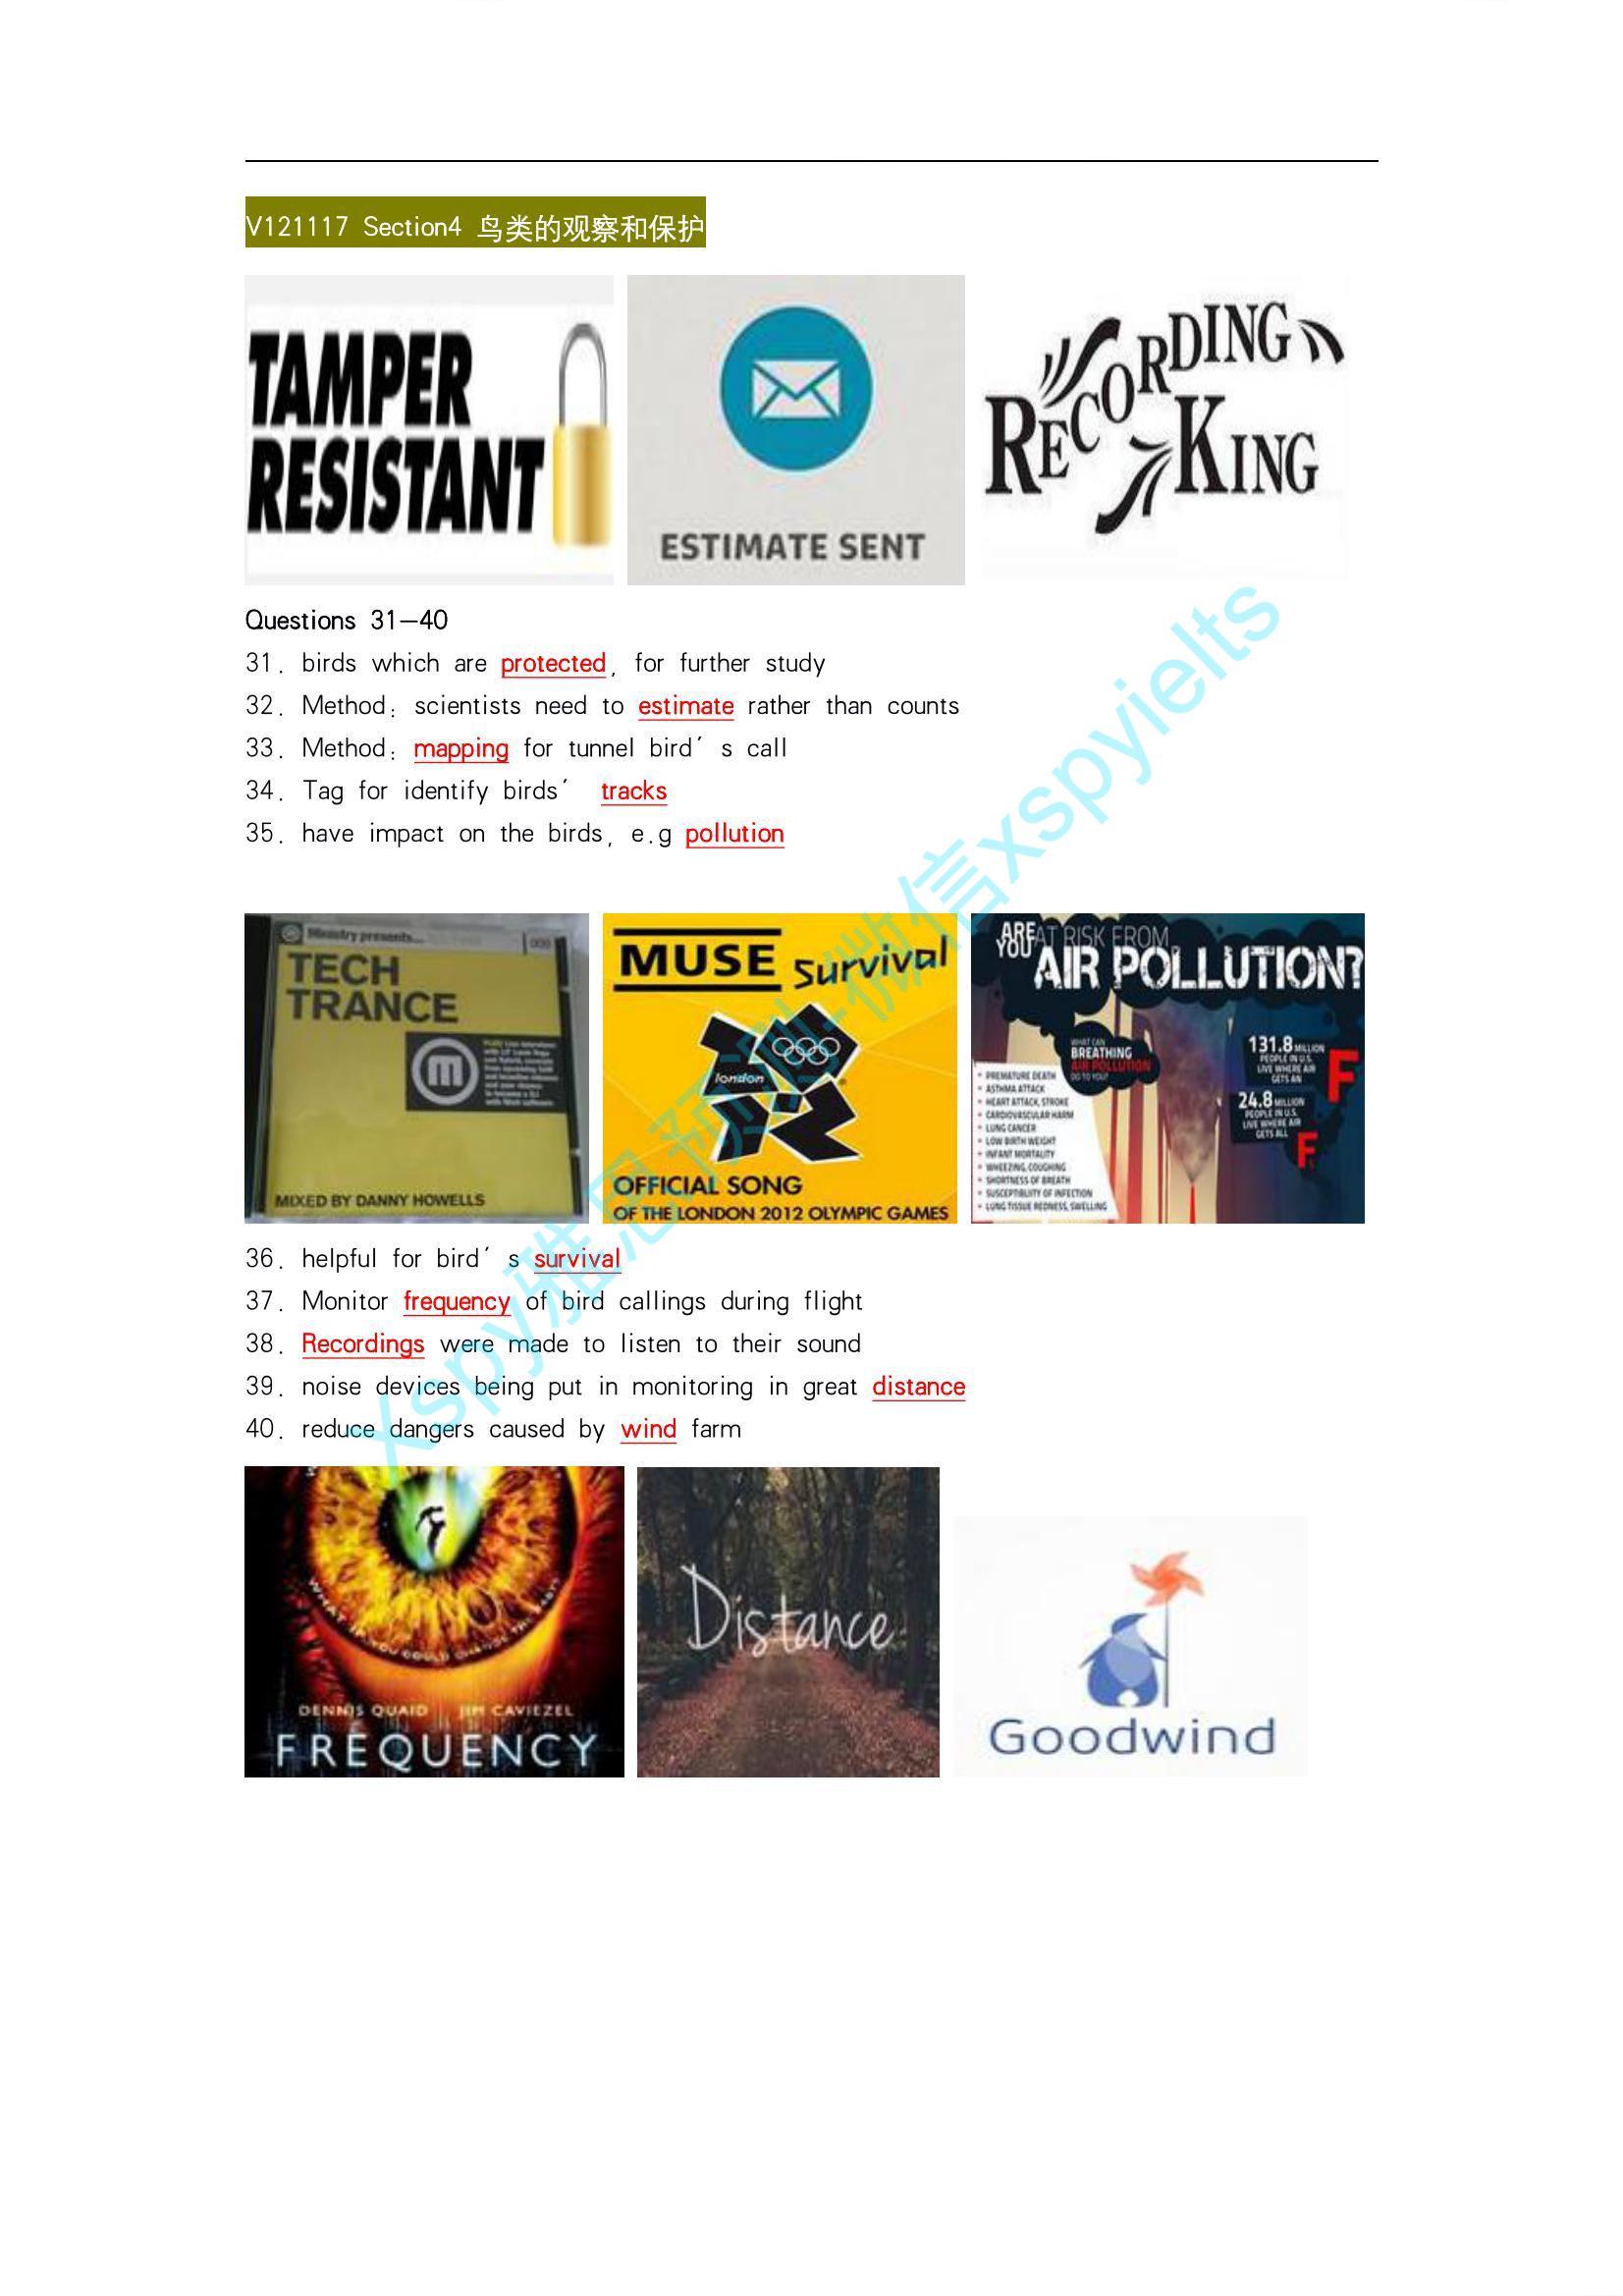 V121117 Section4 鸟类的观察和保护
TAMPER
RESISTANT
ESTIMATE SENT
RECORDING
KING
Questions 31—40
31. birds which are protected, for further study
32. Method: scientists need to estimate rather than counts
33. Method: mapping for tunnel bird′ s call
34. Tag for identify birds′ tracks
35. have impact on the birds, e.g pollution
Ministry presents...
TECH
TRANCE
MIXED BY DANNY HOWELLS
MUSE Survival
london
OFFICIAL SONG
OF THE LONDON 2012 OLYMPIC GAMES
ARE YOU AT RISK FROM
AIR POLLUTION?
WHAT CAN
BREATHING
AIR POLLUTION
DO TO YOU?
• PREMATURE DEATH
• ASTHMA ATTACK
• HEART ATTACK, STROKE
• CARDIOVASCULAR HARM
• LUNG CANCER
• LOW BIRTH WEIGHT
• INFANT MORTALITY
• WHEEZING, COUGHING
• SHORTNESS OF BREATH
• SUSCEPTIBLIITY OF INFECTION
• LUNG TISSUE REDNESS, SWELLING
131.8 MILLION
PEOPLE IN U.S.
LIVE WHERE AIR
GETS AN
F
24.8 MILLION
PEOPLE IN U.S.
LIVE WHERE AIR
GETS ALL
F
36. helpful for bird′ s survival
37. Monitor frequency of bird callings during flight
38. Recordings were made to listen to their sound
39. noise devices being put in monitoring in great distance
40. reduce dangers caused by wind farm
WHAT IF YOU COULD CHANGE THE PAST?
DENNIS QUAID JIM CAVIEZEL
FREQUENCY
Distance
Goodwind
xspy雅思预测-微信xspyielts